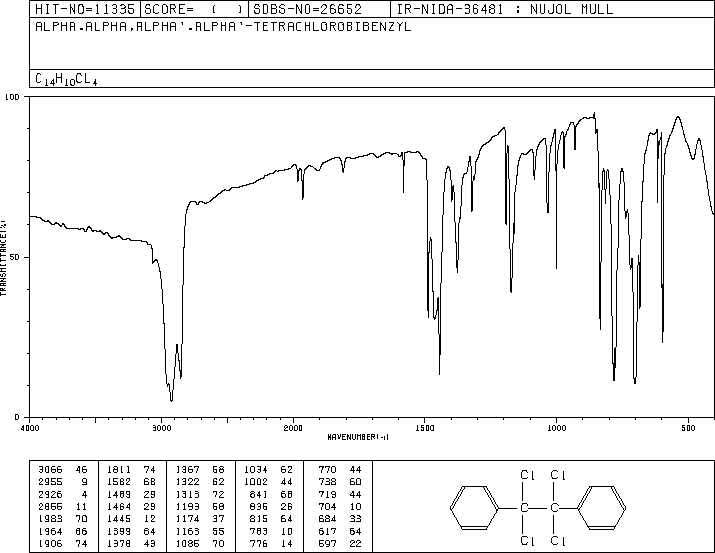 HIT-NO=11335 SCORE= ( ) SDBS-NO=26652 IR-NIDA-36481 : NUJOL MULL
ALPHA,ALPHA,ALPHA',ALPHA'-TETRACHLOROBIBENZYL
C14H10CL4
100
50
0
TRANSMITTANCE(%)
4000 3000 2000 1500 1000 500
WAVENUMBER(-1)
3066 46 1811 74 1367 58 1034 62 770 44
2955 9 1582 68 1322 62 1002 44 738 60
2926 4 1489 29 1313 72 841 68 719 44
2855 11 1464 29 1193 58 836 26 704 10
1983 70 1445 12 1174 37 815 64 684 33
1964 66 1399 64 1163 55 783 10 617 64
1906 74 1378 43 1086 70 776 14 597 22
Cl Cl
C C
Cl Cl